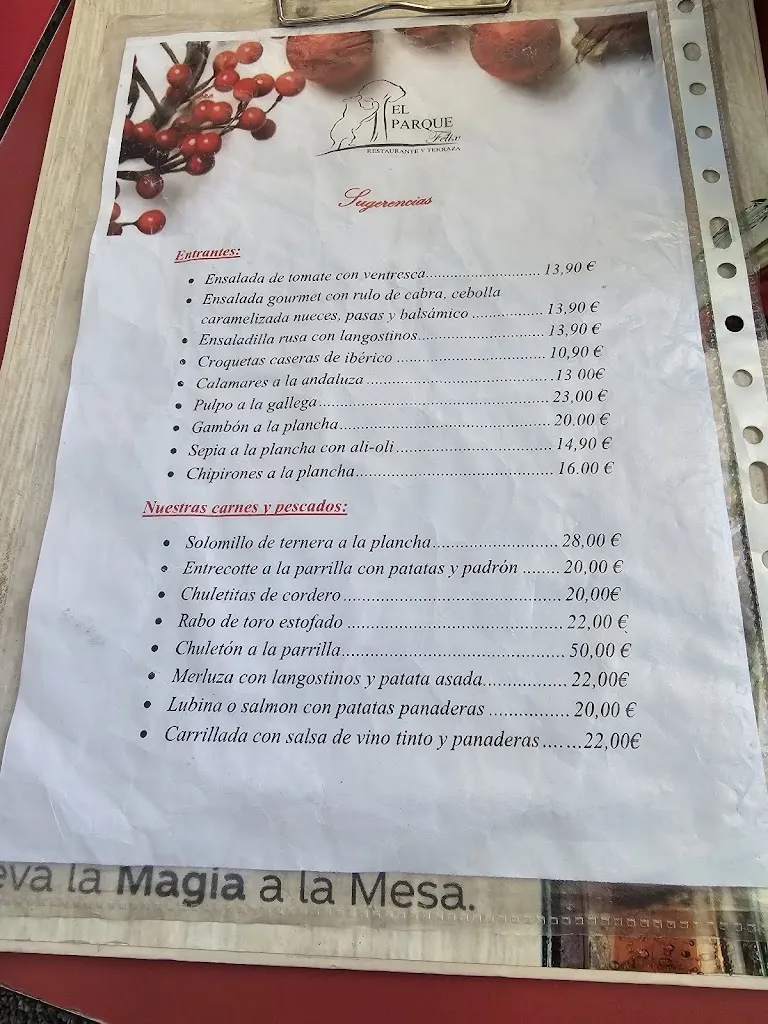 EL
PARQUE
Felix
RESTAURANTE Y TERRAZA
Sugerencias
Entrantes:
• Ensalada de tomate con ventresca.............................. 13,90 €
• Ensalada gourmet con rulo de cabra, cebolla
caramelizada nueces, pasas y balsámico .................. 13,90 €
• Ensaladilla rusa con langostinos................................ 13,90 €
• Croquetas caseras de ibérico ..................................... 10,90 €
• Calamares a la andaluza.............................................13 00€
• Pulpo a la gallega........................................................23,00 €
• Gambón a la plancha................................................... 20.00 €
• Sepia a la plancha con ali-oli...................................... 14,90 €
• Chipirones a la plancha............................................... 16.00 €
Nuestras carnes y pescados:
• Solomillo de ternera a la plancha............................. 28,00 €
• Entrecotte a la parrilla con patatas y padrón ........ 20,00 €
• Chuletitas de cordero.................................................. 20,00€
• Rabo de toro estofado ................................................. 22,00 €
• Chuletón a la parrilla.................................................. 50,00 €
• Merluza con langostinos y patata asada.................. 22,00€
• Lubina o salmon con patatas panaderas ................. 20,00 €
• Carrillada con salsa de vino tinto y panaderas.......22,00€
eva la Magia a la Mesa.